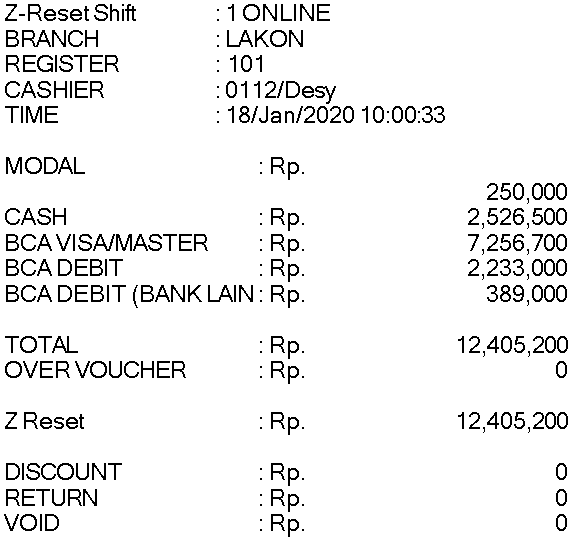 Z-Reset Shift : 1 ONLINE
BRANCH : LAKON
REGISTER : 101
CASHIER : 0112/Desy
TIME : 18/Jan/2020 10:00:33
MODAL : Rp.
250,000
CASH : Rp. 2,526,500
BCA VISA/MASTER : Rp. 7,256,700
BCA DEBIT : Rp. 2,233,000
BCA DEBIT (BANK LAIN : Rp. 389,000
TOTAL : Rp. 12,405,200
OVER VOUCHER : Rp. 0
Z Reset : Rp. 12,405,200
DISCOUNT : Rp. 0
RETURN : Rp. 0
VOID : Rp. 0